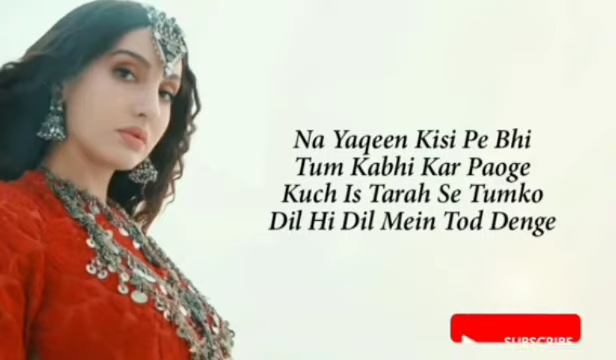 Na Yaqeen Kisi Pe Bhi
Tum Kabhi Kar Paoge
Kuch Is Tarah Se Tumko
Dil Hi Dil Mein Tod Denge
SUBSCRIBE